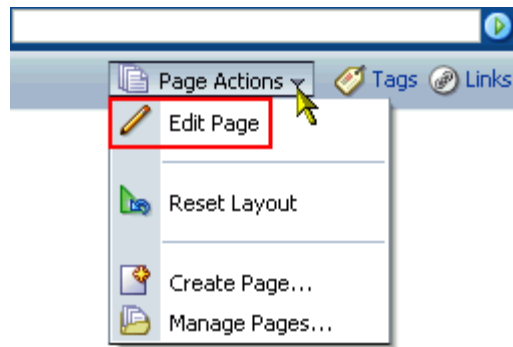 Page Actions Tags Links
Edit Page
Reset Layout
Create Page...
Manage Pages...